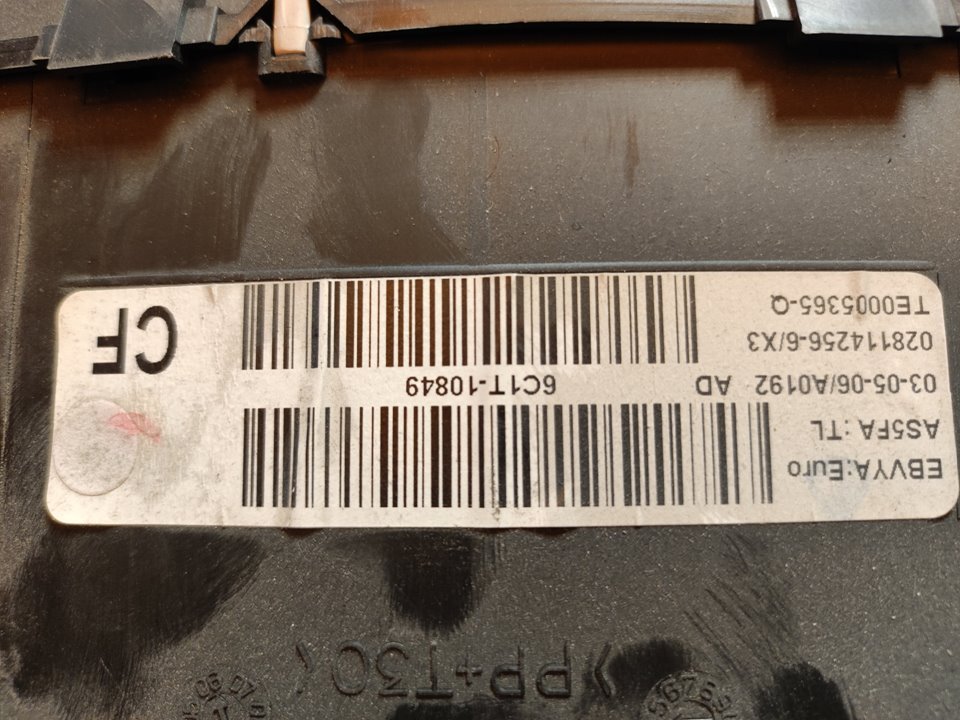 EBVYA:Euro
AS5FA :TL
03-05-06/A0192
AD
6C1T-10849
028114256-6/X3
TE0005365-Q
CF
>PP+T30<